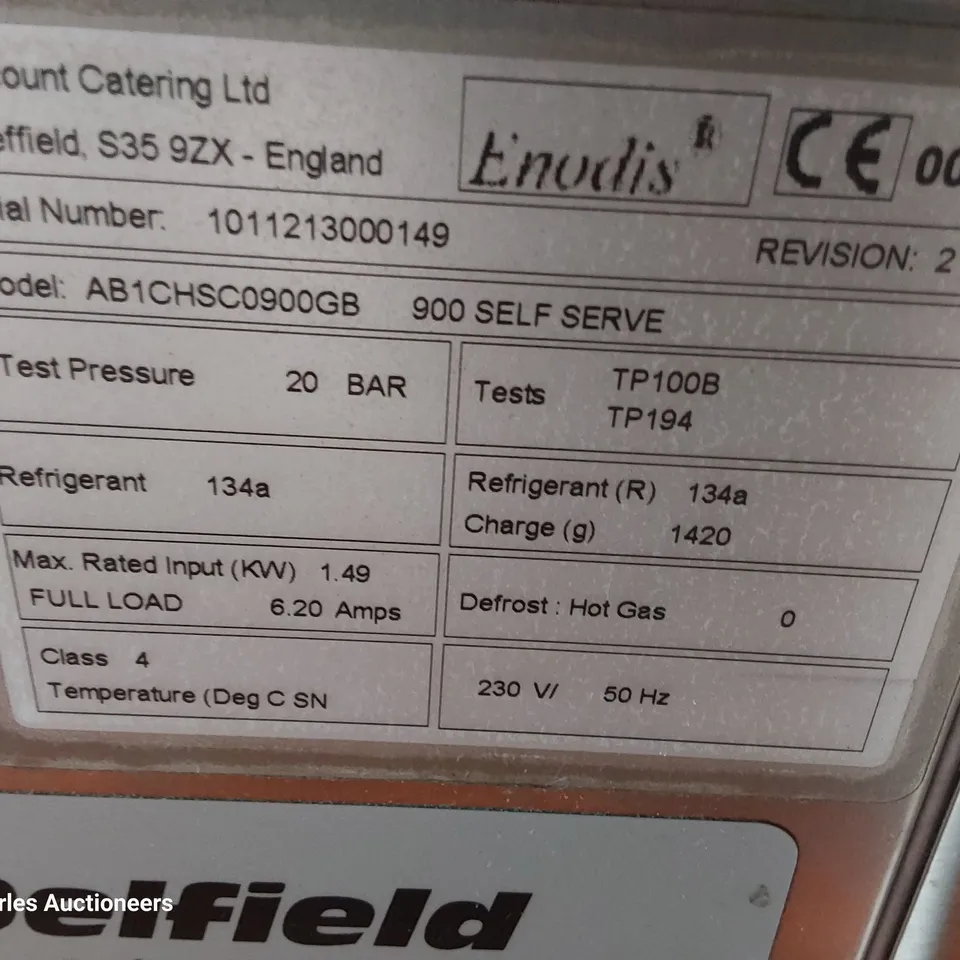 ount Catering Ltd
effield, S35 9ZX - England
Enodis R
CE 00
ial Number: 1011213000149
REVISION: 2
odel: AB1CHSC0900GB 900 SELF SERVE
Test Pressure 20 BAR
Tests TP100B
TP194
Refrigerant 134a
Refrigerant (R) 134a
Charge (g) 1420
Max. Rated Input (KW) 1.49
FULL LOAD 6.20 Amps
Defrost : Hot Gas 0
Class 4
Temperature (Deg C SN
230 V/ 50 Hz
elfield
rles Auctioneers